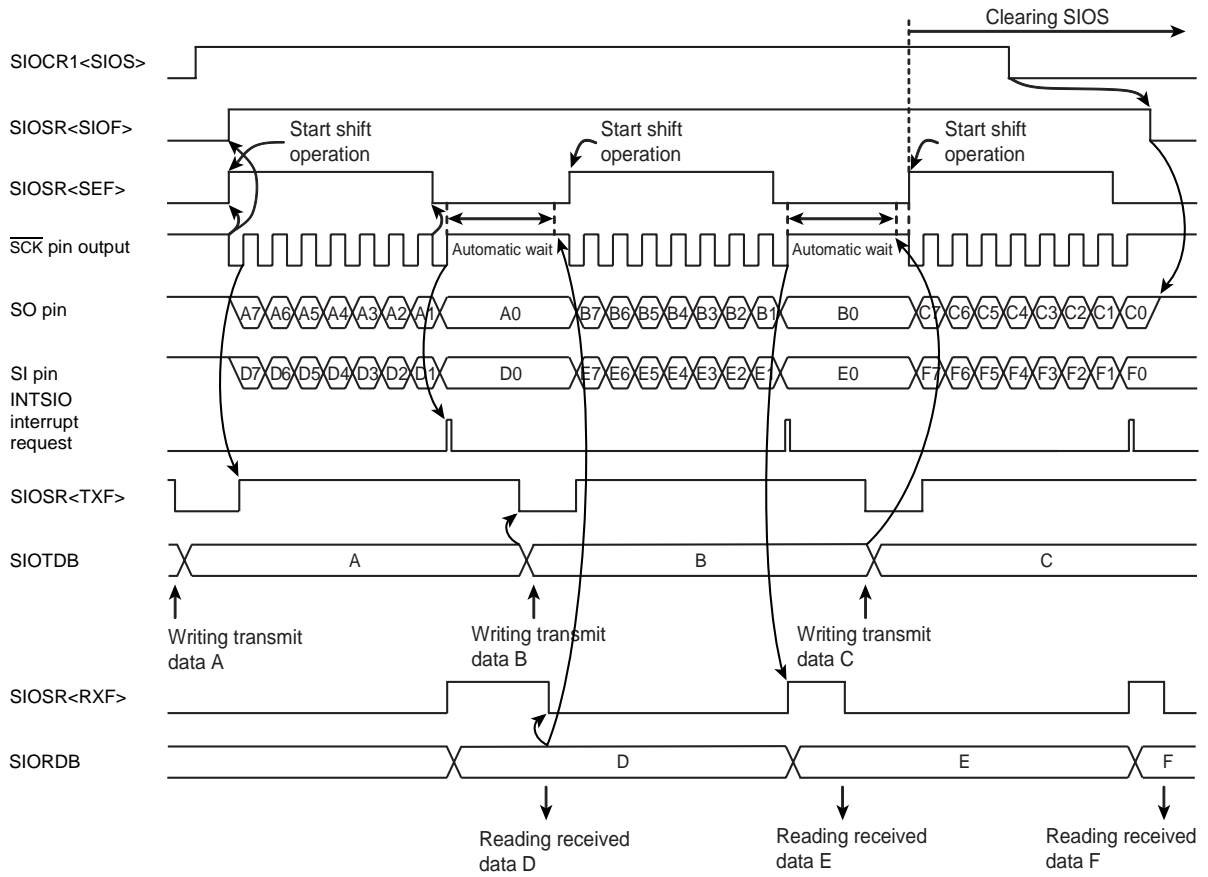 Clearing SIOS
SIOCR1<SIOS>
SIOSR<SIOF>
Start shift
operation
Start shift
operation
Start shift
operation
SIOSR<SEF>
SCK pin output
Automatic wait
Automatic wait
SO pin
A7 A6 A5 A4 A3 A2 A1 A0 B7 B6 B5 B4 B3 B2 B1 B0 C7 C6 C5 C4 C3 C2 C1 C0
SI pin
D7 D6 D5 D4 D3 D2 D1 D0 E7 E6 E5 E4 E3 E2 E1 E0 F7 F6 F5 F4 F3 F2 F1 F0
INTSIO
interrupt
request
SIOSR<TXF>
SIOTDB
A B C
Writing transmit
data A
Writing transmit
data B
Writing transmit
data C
SIOSR<RXF>
SIORDB
D E F
Reading received
data D
Reading received
data E
Reading received
data F